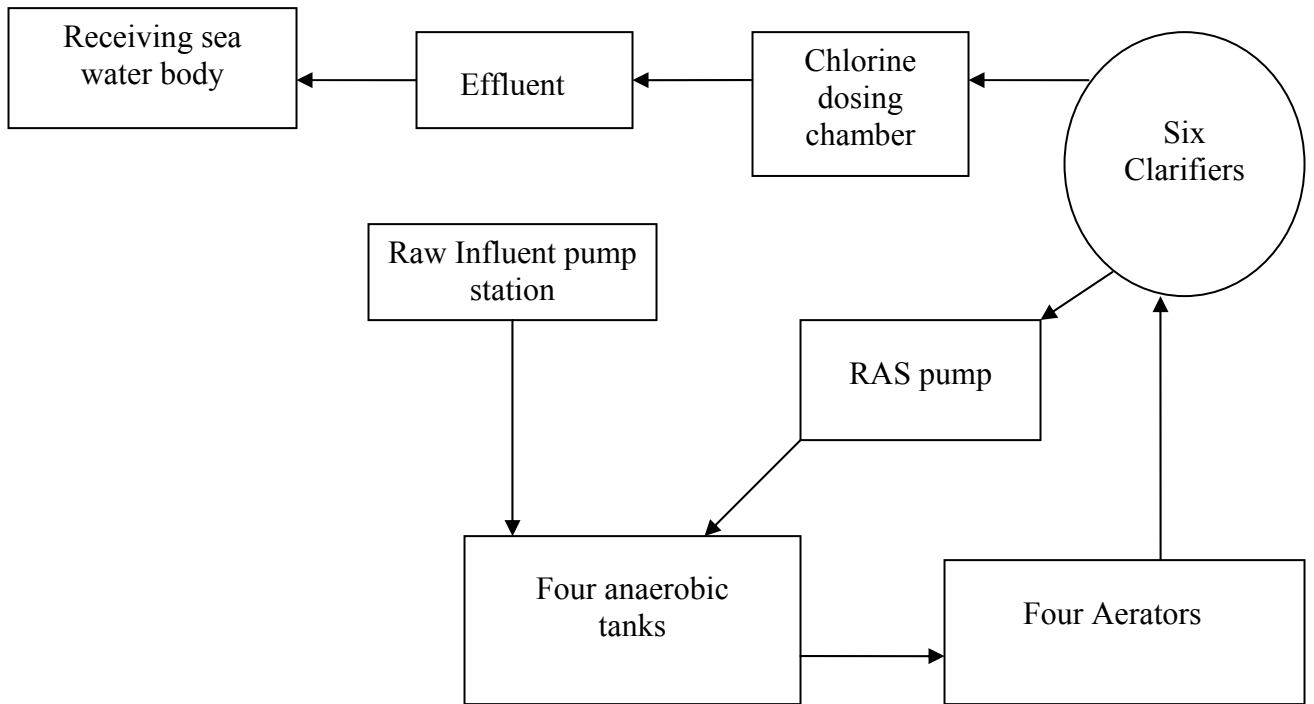 Receiving sea
water body
Effluent
Chlorine
dosing
chamber
Six
Clarifiers
Raw Influent pump
station
RAS pump
Four anaerobic
tanks
Four Aerators